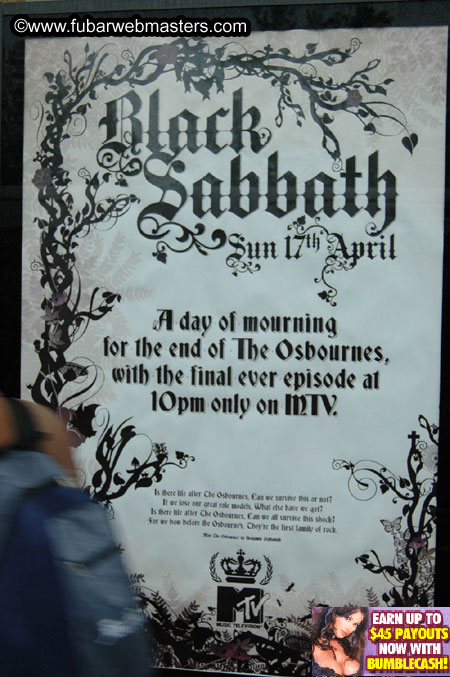 www.fubarwebmasters.com
Black
Sabbath
Sun 17th April
A day of mourning
for the end of The Osbournes,
with the final ever episode at
10pm only on MTV.
Is there life after The Osbournes, Can we survive this or not?
If we lose our great role models, What else have we got?
Is there life after The Osbournes, Can we all survive this shock?
For we bow before the Osbourne's, They're the first family of rock.
MTV
MUSIC TELEVISION
EARN UP TO
$45 PAYOUTS
NOW WITH
BUMBLECASH!